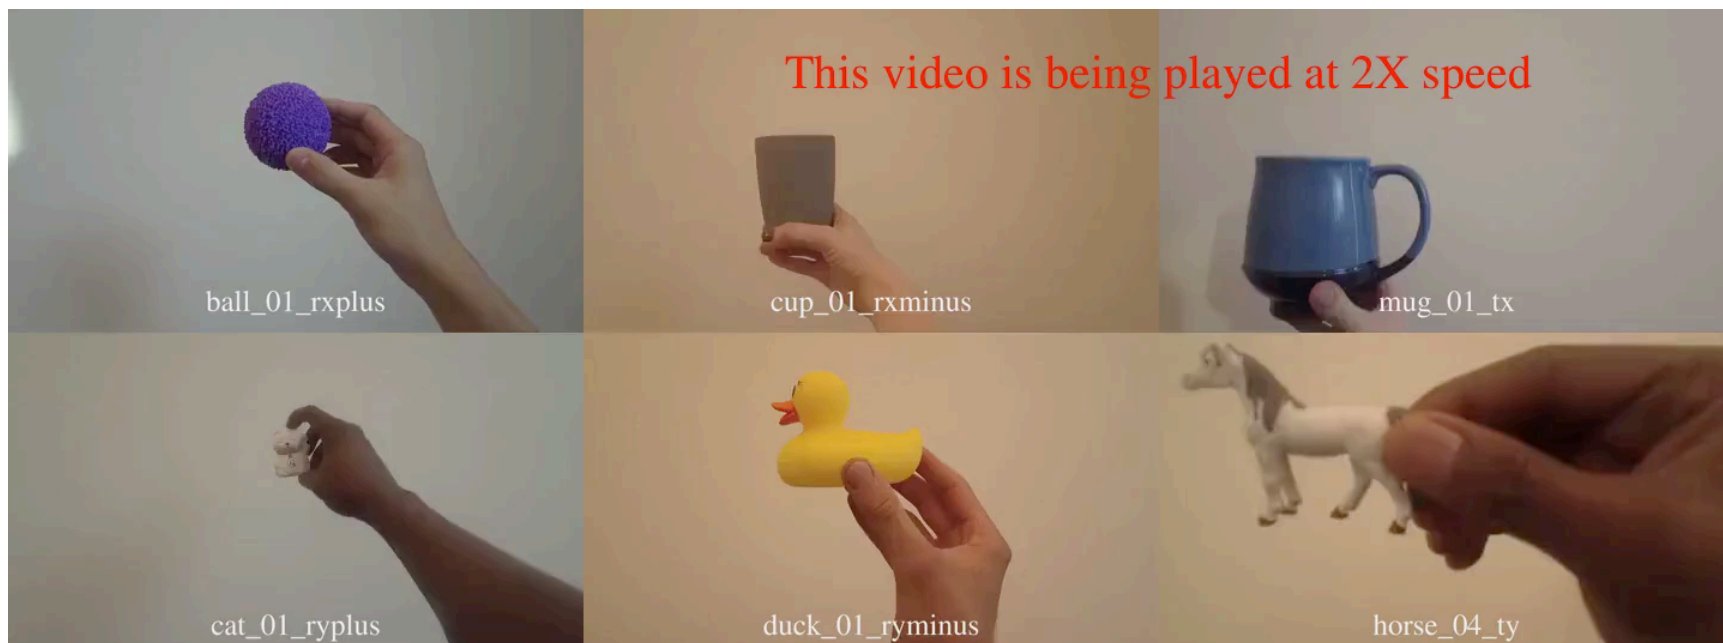 This video is being played at 2X speed
ball_01_rxplus
cup_01_rxminus
mug_01_tx
cat_01_ryplus
duck_01_ryminus
horse_04_ty